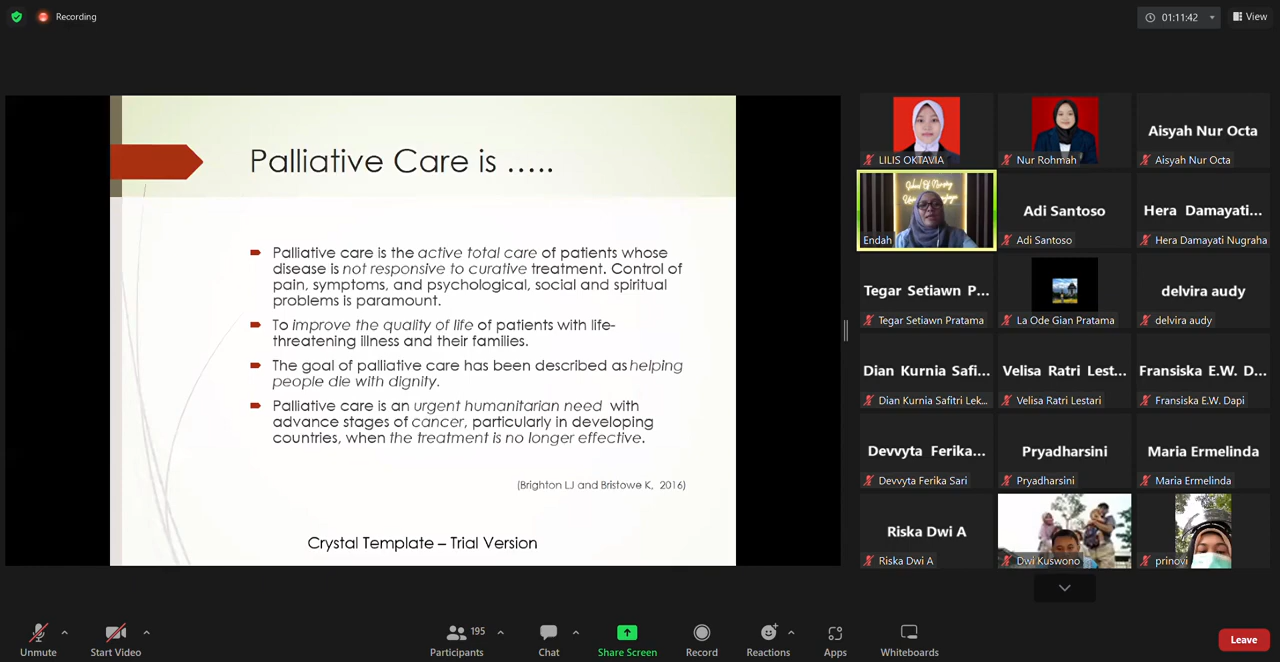 Recording
01:11:42
View
Palliative Care is .....
Palliative care is the active total care of patients whose
disease is not responsive to curative treatment. Control of
pain, symptoms, and psychological, social and spiritual
problems is paramount.
To improve the quality of life of patients with life-
threatening illness and their families.
The goal of palliative care has been described as helping
people die with dignity.
Palliative care is an urgent humanitarian need with
advance stages of cancer, particularly in developing
countries, when the treatment is no longer effective.
(Brighton LJ and Bristowe K, 2016)
Crystal Template – Trial Version
LILIS OKTAVIA
Nur Rohmah
Aisyah Nur Octa
Aisyah Nur Octa
School Of Nursing
Endah
Adi Santoso
Adi Santoso
Hera Damayati...
Hera Damayati Nugraha
Tegar Setiawn P...
Tegar Setiawn Pratama
La Ode Gian Pratama
delvira audy
delvira audy
Dian Kurnia Safi...
Dian Kurnia Safitri Lek...
Velisa Ratri Lest...
Velisa Ratri Lestari
Fransiska E.W. D...
Fransiska E.W. Dapi
Devvyta Ferika...
Devvyta Ferika Sari
Pryadharsini
Pryadharsini
Maria Ermelinda
Maria Ermelinda
Riska Dwi A
Riska Dwi A
Dwi Kuswono
prinovi
Unmute
Start Video
195
Participants
Chat
Share Screen
Record
Reactions
Apps
Whiteboards
Leave